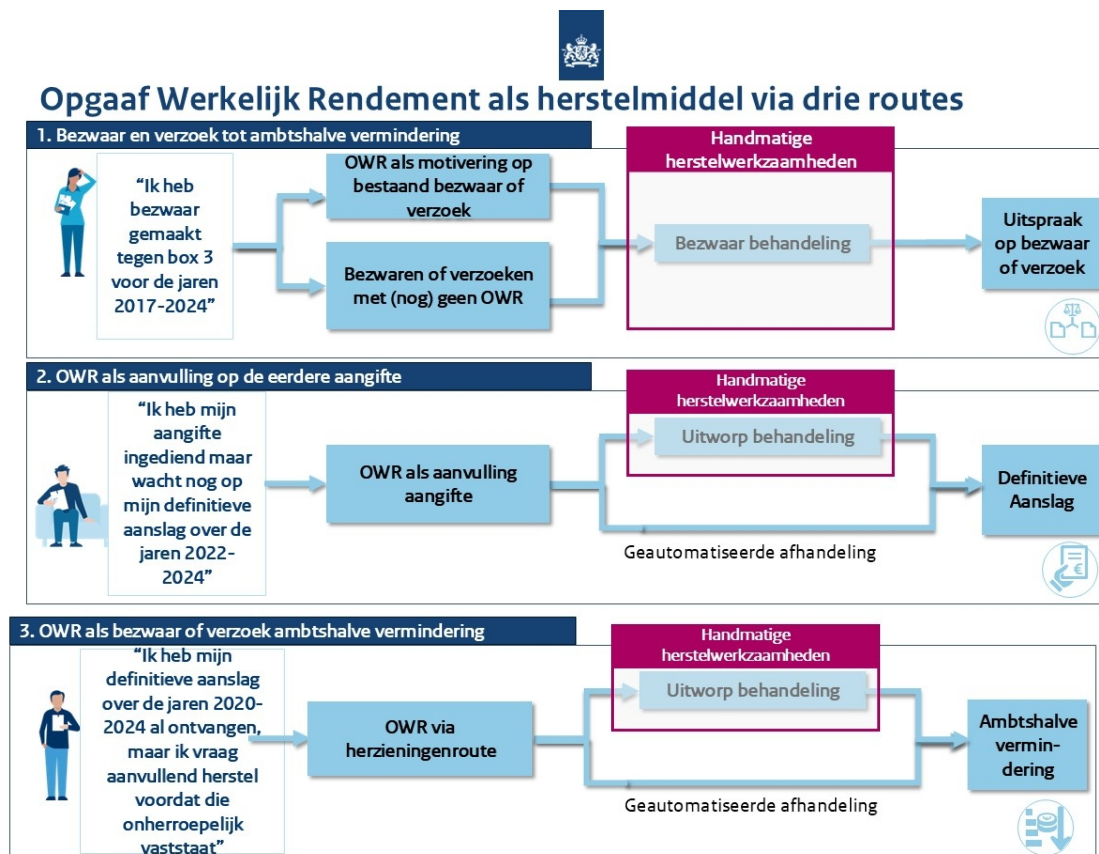 Opgaaf Werkelijk Rendement als herstelmiddel via drie routes
1. Bezwaar en verzoek tot ambtshalve vermindering
“Ik heb
bezwaar
gemaakt
tegen box 3
voor de jaren
2017-2024”
OWR als motivering op
bestaand bezwaar of
verzoek
Bezwaren of verzoeken
met (nog) geen OWR
Handmatige
herstelwerkzaamheden
Bezwaar behandeling
Uitspraak
op bezwaar
of verzoek
2. OWR als aanvulling op de eerdere aangifte
“Ik heb mijn
aangifte
ingediend maar
wacht nog op
mijn definitieve
aanslag over de
jaren 2022-
2024”
OWR als aanvulling
aangifte
Handmatige
herstelwerkzaamheden
Uitworp behandeling
Geautomatiseerde afhandeling
Definitieve
Aanslag
3. OWR als bezwaar of verzoek ambtshalve vermindering
“Ik heb mijn
definitieve aanslag
over de jaren 2020-
2024 al ontvangen,
maar ik vraag
aanvullend herstel
voordat die
onherroepelijk
vaststaat”
OWR via
herzieningenroute
Handmatige
herstelwerkzaamheden
Uitworp behandeling
Geautomatiseerde afhandeling
Ambtshalve
vermin-
dering